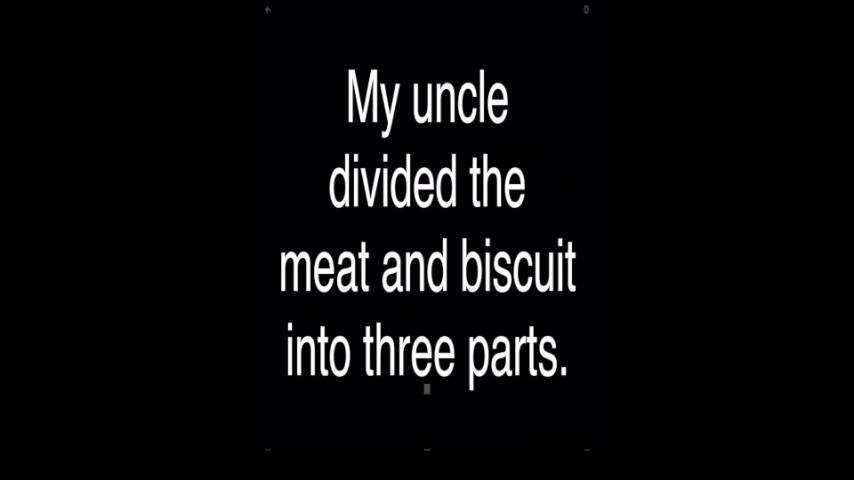 My uncle
divided the
meat and biscuit
into three parts.